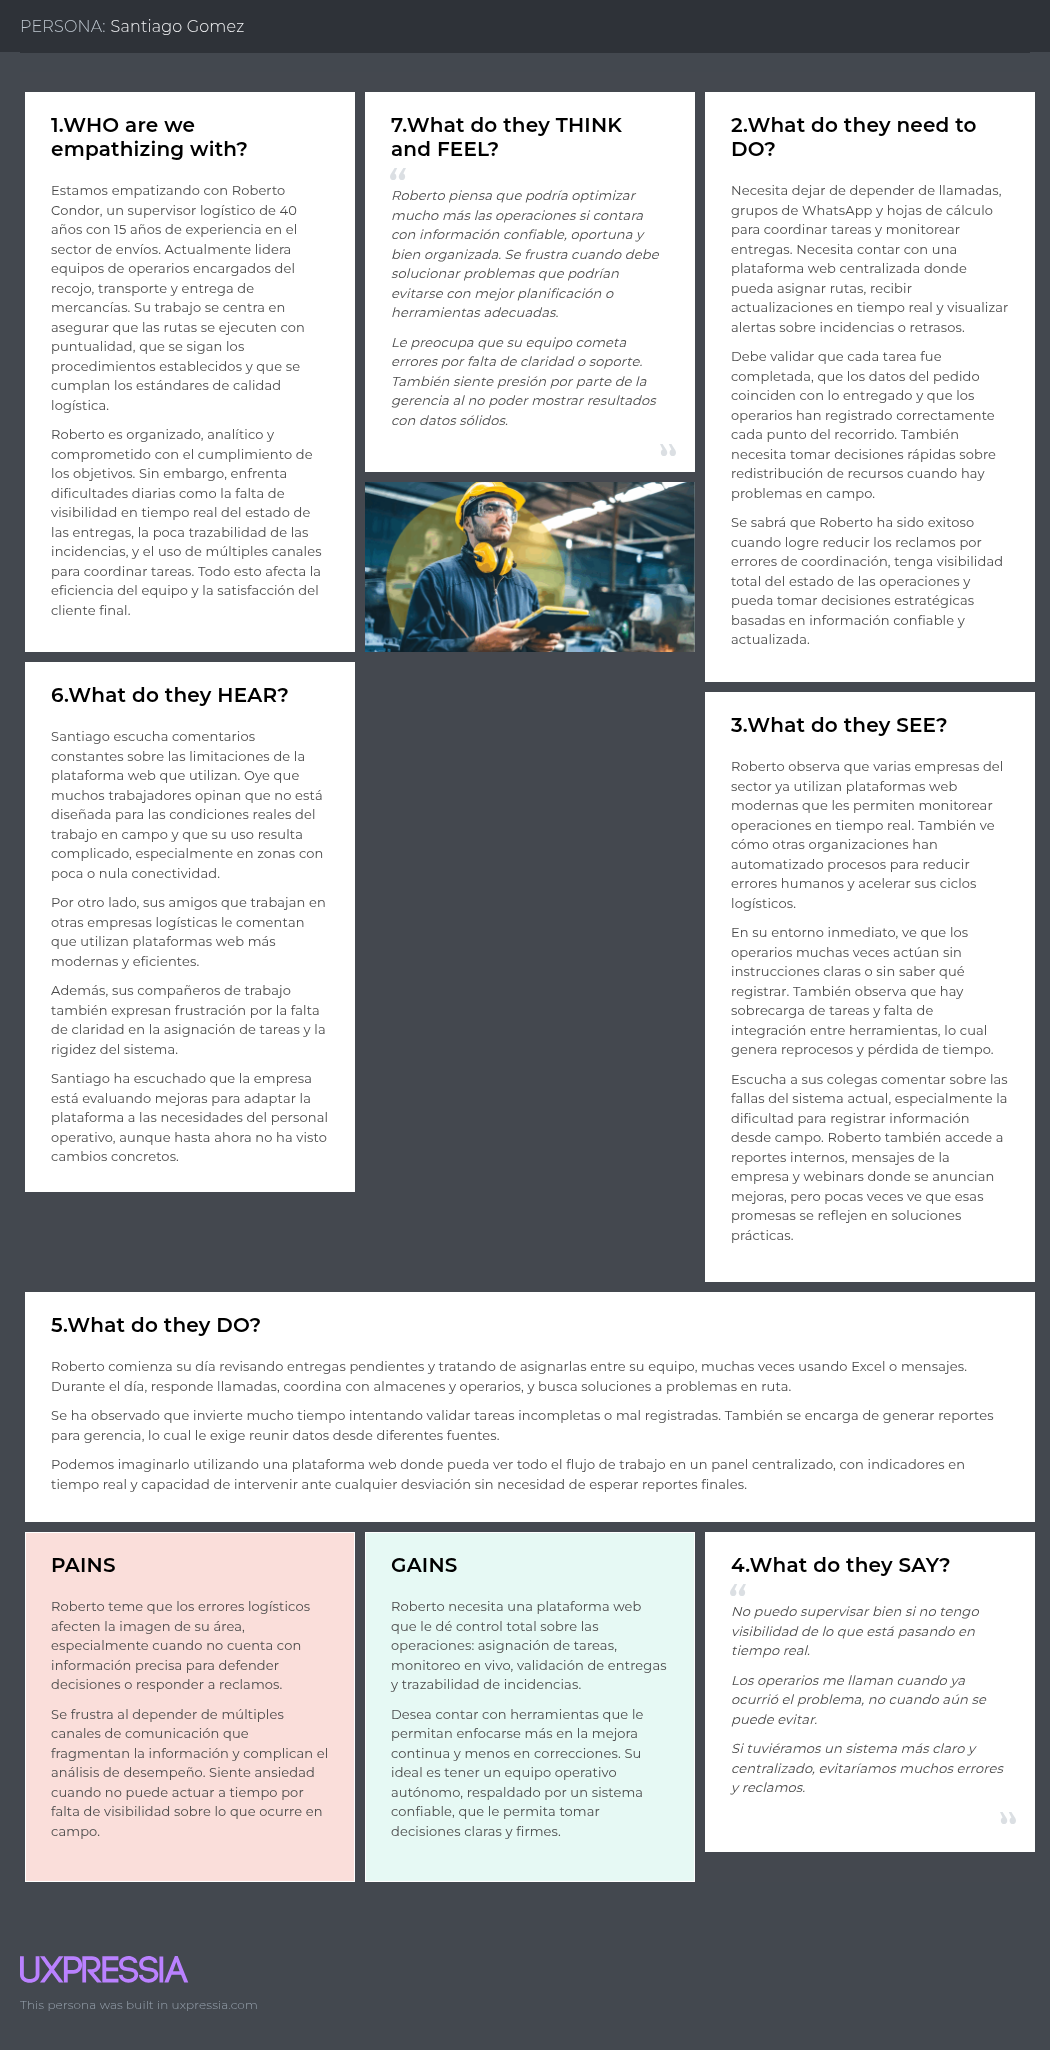 PERSONA: Santiago Gomez
1.WHO are we
empathizing with?
Estamos empatizando con Roberto
Condor, un supervisor logístico de 40
años con 15 años de experiencia en el
sector de envíos. Actualmente lidera
equipos de operarios encargados del
recojo, transporte y entrega de
mercancías. Su trabajo se centra en
asegurar que las rutas se ejecuten con
puntualidad, que se sigan los
procedimientos establecidos y que se
cumplan los estándares de calidad
logística.
Roberto es organizado, analítico y
comprometido con el cumplimiento de
los objetivos. Sin embargo, enfrenta
dificultades diarias como la falta de
visibilidad en tiempo real del estado de
las entregas, la poca trazabilidad de las
incidencias, y el uso de múltiples canales
para coordinar tareas. Todo esto afecta la
eficiencia del equipo y la satisfacción del
cliente final.
7.What do they THINK
and FEEL?
“
Roberto piensa que podría optimizar
mucho más las operaciones si contara
con información confiable, oportuna y
bien organizada. Se frustra cuando debe
solucionar problemas que podrían
evitarse con mejor planificación o
herramientas adecuadas.
Le preocupa que su equipo cometa
errores por falta de claridad o soporte.
También siente presión por parte de la
gerencia al no poder mostrar resultados
con datos sólidos.
”
2.What do they need to
DO?
Necesita dejar de depender de llamadas,
grupos de WhatsApp y hojas de cálculo
para coordinar tareas y monitorear
entregas. Necesita contar con una
plataforma web centralizada donde
pueda asignar rutas, recibir
actualizaciones en tiempo real y visualizar
alertas sobre incidencias o retrasos.
Debe validar que cada tarea fue
completada, que los datos del pedido
coinciden con lo entregado y que los
operarios han registrado correctamente
cada punto del recorrido. También
necesita tomar decisiones rápidas sobre
redistribución de recursos cuando hay
problemas en campo.
Se sabrá que Roberto ha sido exitoso
cuando logre reducir los reclamos por
errores de coordinación, tenga visibilidad
total del estado de las operaciones y
pueda tomar decisiones estratégicas
basadas en información confiable y
actualizada.
6.What do they HEAR?
Santiago escucha comentarios
constantes sobre las limitaciones de la
plataforma web que utilizan. Oye que
muchos trabajadores opinan que no está
diseñada para las condiciones reales del
trabajo en campo y que su uso resulta
complicado, especialmente en zonas con
poca o nula conectividad.
Por otro lado, sus amigos que trabajan en
otras empresas logísticas le comentan
que utilizan plataformas web más
modernas y eficientes.
Además, sus compañeros de trabajo
también expresan frustración por la falta
de claridad en la asignación de tareas y la
rigidez del sistema.
Santiago ha escuchado que la empresa
está evaluando mejoras para adaptar la
plataforma a las necesidades del personal
operativo, aunque hasta ahora no ha visto
cambios concretos.
3.What do they SEE?
Roberto observa que varias empresas del
sector ya utilizan plataformas web
modernas que les permiten monitorear
operaciones en tiempo real. También ve
cómo otras organizaciones han
automatizado procesos para reducir
errores humanos y acelerar sus ciclos
logísticos.
En su entorno inmediato, ve que los
operarios muchas veces actúan sin
instrucciones claras o sin saber qué
registrar. También observa que hay
sobrecarga de tareas y falta de
integración entre herramientas, lo cual
genera reprocesos y pérdida de tiempo.
Escucha a sus colegas comentar sobre las
fallas del sistema actual, especialmente la
dificultad para registrar información
desde campo. Roberto también accede a
reportes internos, mensajes de la
empresa y webinars donde se anuncian
mejoras, pero pocas veces ve que esas
promesas se reflejen en soluciones
prácticas.
5.What do they DO?
Roberto comienza su día revisando entregas pendientes y tratando de asignarlas entre su equipo, muchas veces usando Excel o mensajes.
Durante el día, responde llamadas, coordina con almacenes y operarios, y busca soluciones a problemas en ruta.
Se ha observado que invierte mucho tiempo intentando validar tareas incompletas o mal registradas. También se encarga de generar reportes
para gerencia, lo cual le exige reunir datos desde diferentes fuentes.
Podemos imaginarlo utilizando una plataforma web donde pueda ver todo el flujo de trabajo en un panel centralizado, con indicadores en
tiempo real y capacidad de intervenir ante cualquier desviación sin necesidad de esperar reportes finales.
PAINS
Roberto teme que los errores logísticos
afecten la imagen de su área,
especialmente cuando no cuenta con
información precisa para defender
decisiones o responder a reclamos.
Se frustra al depender de múltiples
canales de comunicación que
fragmentan la información y complican el
análisis de desempeño. Siente ansiedad
cuando no puede actuar a tiempo por
falta de visibilidad sobre lo que ocurre en
campo.
GAINS
Roberto necesita una plataforma web
que le dé control total sobre las
operaciones: asignación de tareas,
monitoreo en vivo, validación de entregas
y trazabilidad de incidencias.
Desea contar con herramientas que le
permitan enfocarse más en la mejora
continua y menos en correcciones. Su
ideal es tener un equipo operativo
autónomo, respaldado por un sistema
confiable, que le permita tomar
decisiones claras y firmes.
4.What do they SAY?
“
No puedo supervisar bien si no tengo
visibilidad de lo que está pasando en
tiempo real.
Los operarios me llaman cuando ya
ocurrió el problema, no cuando aún se
puede evitar.
Si tuviéramos un sistema más claro y
centralizado, evitaríamos muchos errores
y reclamos.
”
UXPRESSIA
This persona was built in uxpressia.com